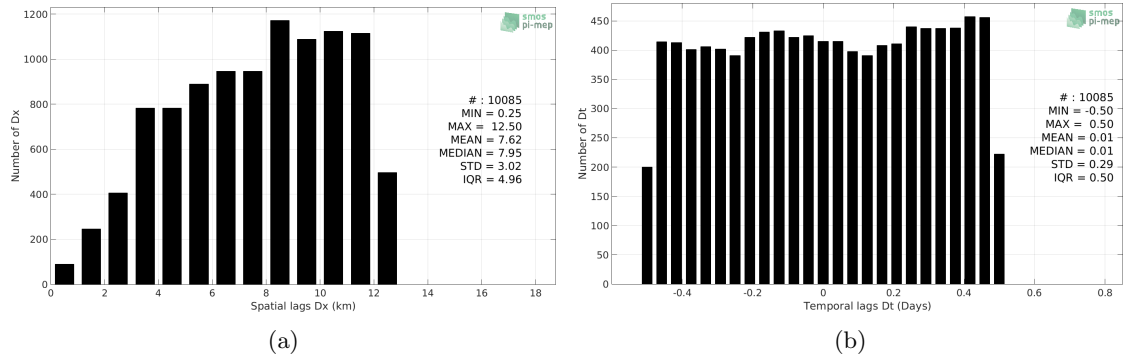 1200
1000
800
600
400
200
0
Number of Dx
0 2 4 6 8 10 12 14 16 18
Spatial lags Dx (km)
smos
pi-mep
# : 10085
MIN = 0.25
MAX = 12.50
MEAN = 7.62
MEDIAN = 7.95
STD = 3.02
IQR = 4.96
(a)
450
400
350
300
250
200
150
100
50
0
Number of Dt
-0.4 -0.2 0 0.2 0.4 0.6 0.8
Temporal lags Dt (Days)
smos
pi-mep
# : 10085
MIN = -0.50
MAX = 0.50
MEAN = 0.01
MEDIAN = 0.01
STD = 0.29
IQR = 0.50
(b)